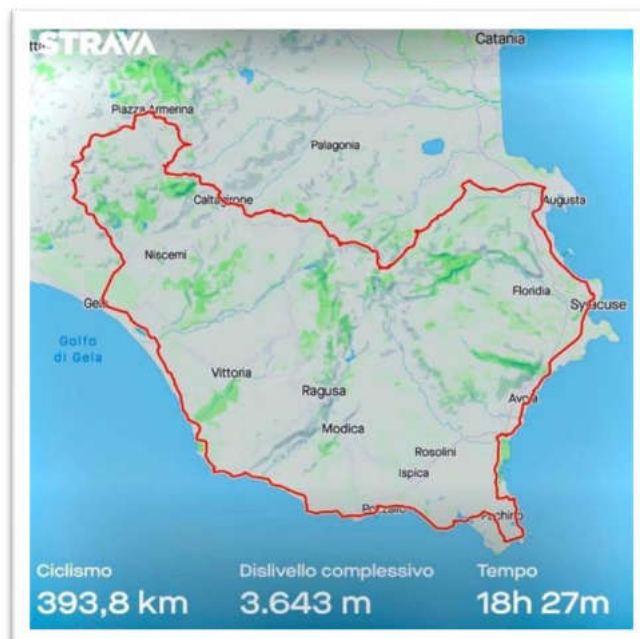 STRAVA
Catania
Piazza Armerina
Palagonia
Caltagirone
Augusta
Niscemi
Floridia
Syracuse
Gela
Golfo
di Gela
Vittoria
Ragusa
Avola
Modica
Rosolini
Ispica
Pozzallo
Pachino
Ciclismo
Dislivello complessivo
Tempo
393,8 km
3.643 m
18h 27m